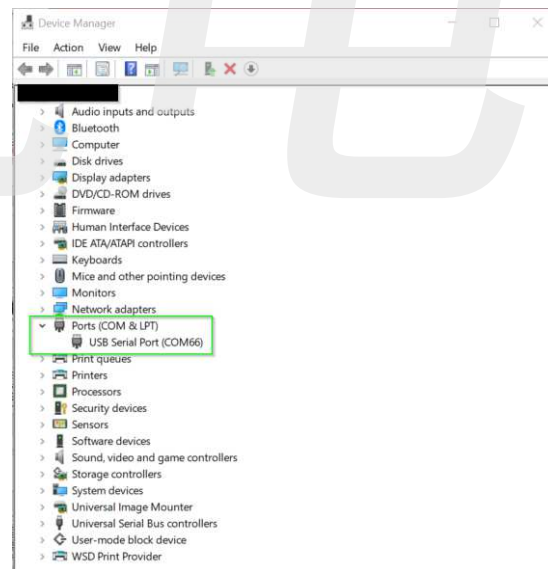 Device Manager
File Action View Help
Audio inputs and outputs
Bluetooth
Computer
Disk drives
Display adapters
DVD/CD-ROM drives
Firmware
Human Interface Devices
IDE ATA/ATAPI controllers
Keyboards
Mice and other pointing devices
Monitors
Network adapters
Ports (COM & LPT)
USB Serial Port (COM66)
Print queues
Printers
Processors
Security devices
Sensors
Software devices
Sound, video and game controllers
Storage controllers
System devices
Universal Image Mounter
Universal Serial Bus controllers
User-mode block device
WSD Print Provider